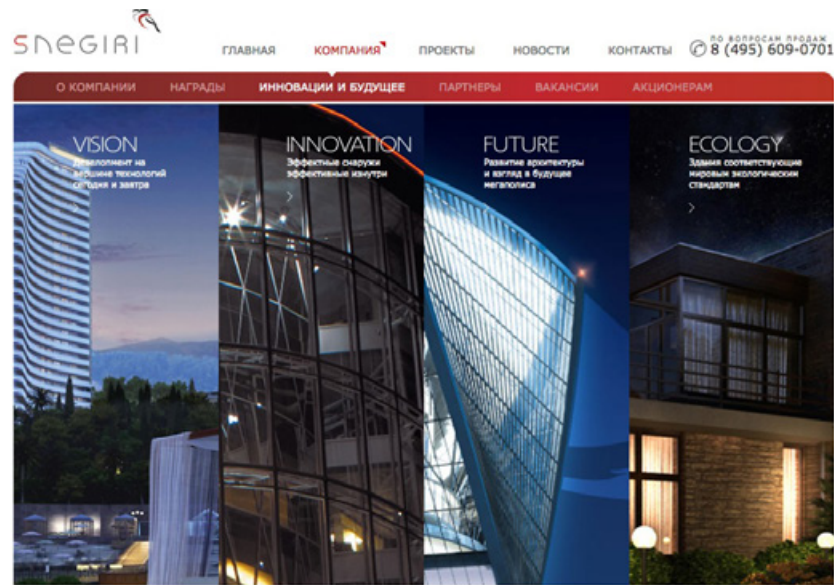 SNEGIRI
ГЛАВНАЯ КОМПАНИЯ ПРОЕКТЫ НОВОСТИ КОНТАКТЫ
ПО ВОПРОСАМ ПРОДАЖ
8 (495) 609-0701
О КОМПАНИИ НАГРАДЫ ИННОВАЦИИ И БУДУЩЕЕ ПАРТНЕРЫ ВАКАНСИИ АКЦИОНЕРАМ
VISION
Девелопмент на
вершине технологий
сегодня и завтра
INNOVATION
Эффектные снаружи
эффективные изнутри
FUTURE
Развитие архитектуры
и взгляд в будущее
мегаполиса
ECOLOGY
Здания соответствующие
мировым экологическим
стандартам